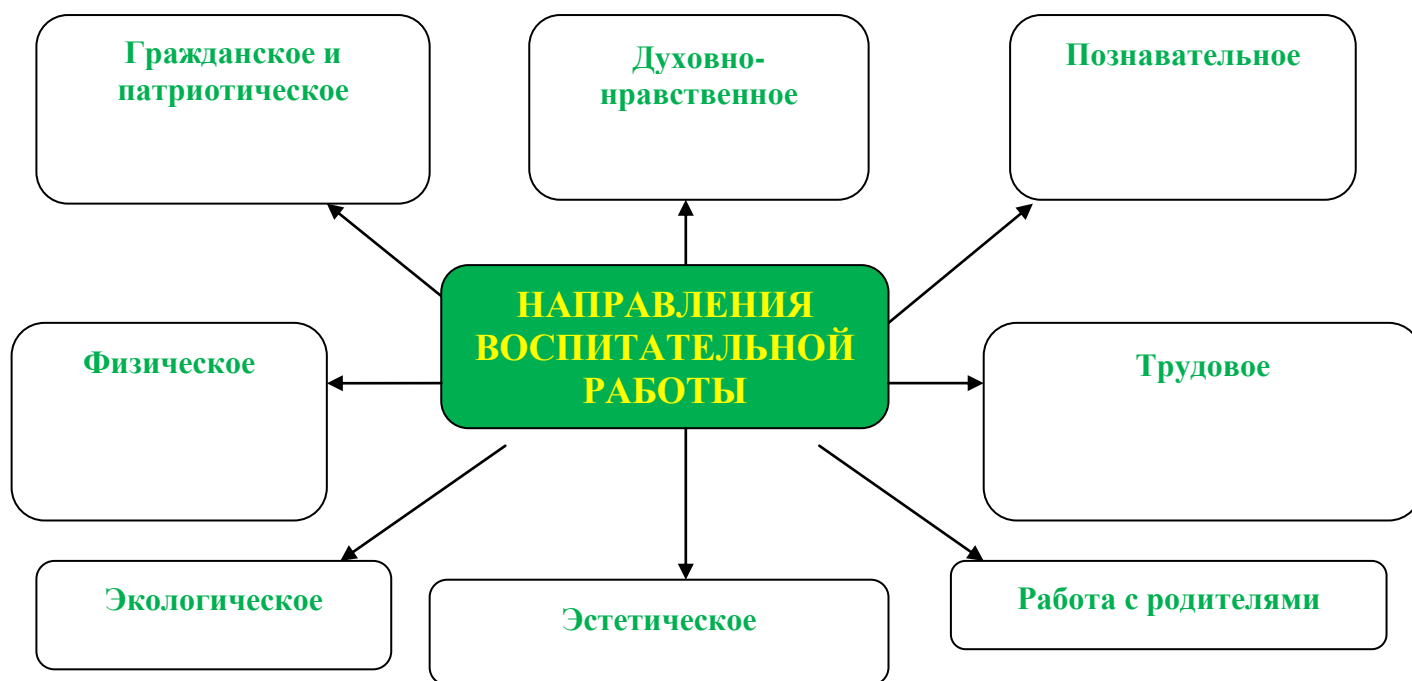 Гражданское и
патриотическое
Духовно-
нравственное
Познавательное
НАПРАВЛЕНИЯ
ВОСПИТАТЕЛЬНОЙ
РАБОТЫ
Физическое
Трудовое
Экологическое
Эстетическое
Работа с родителями